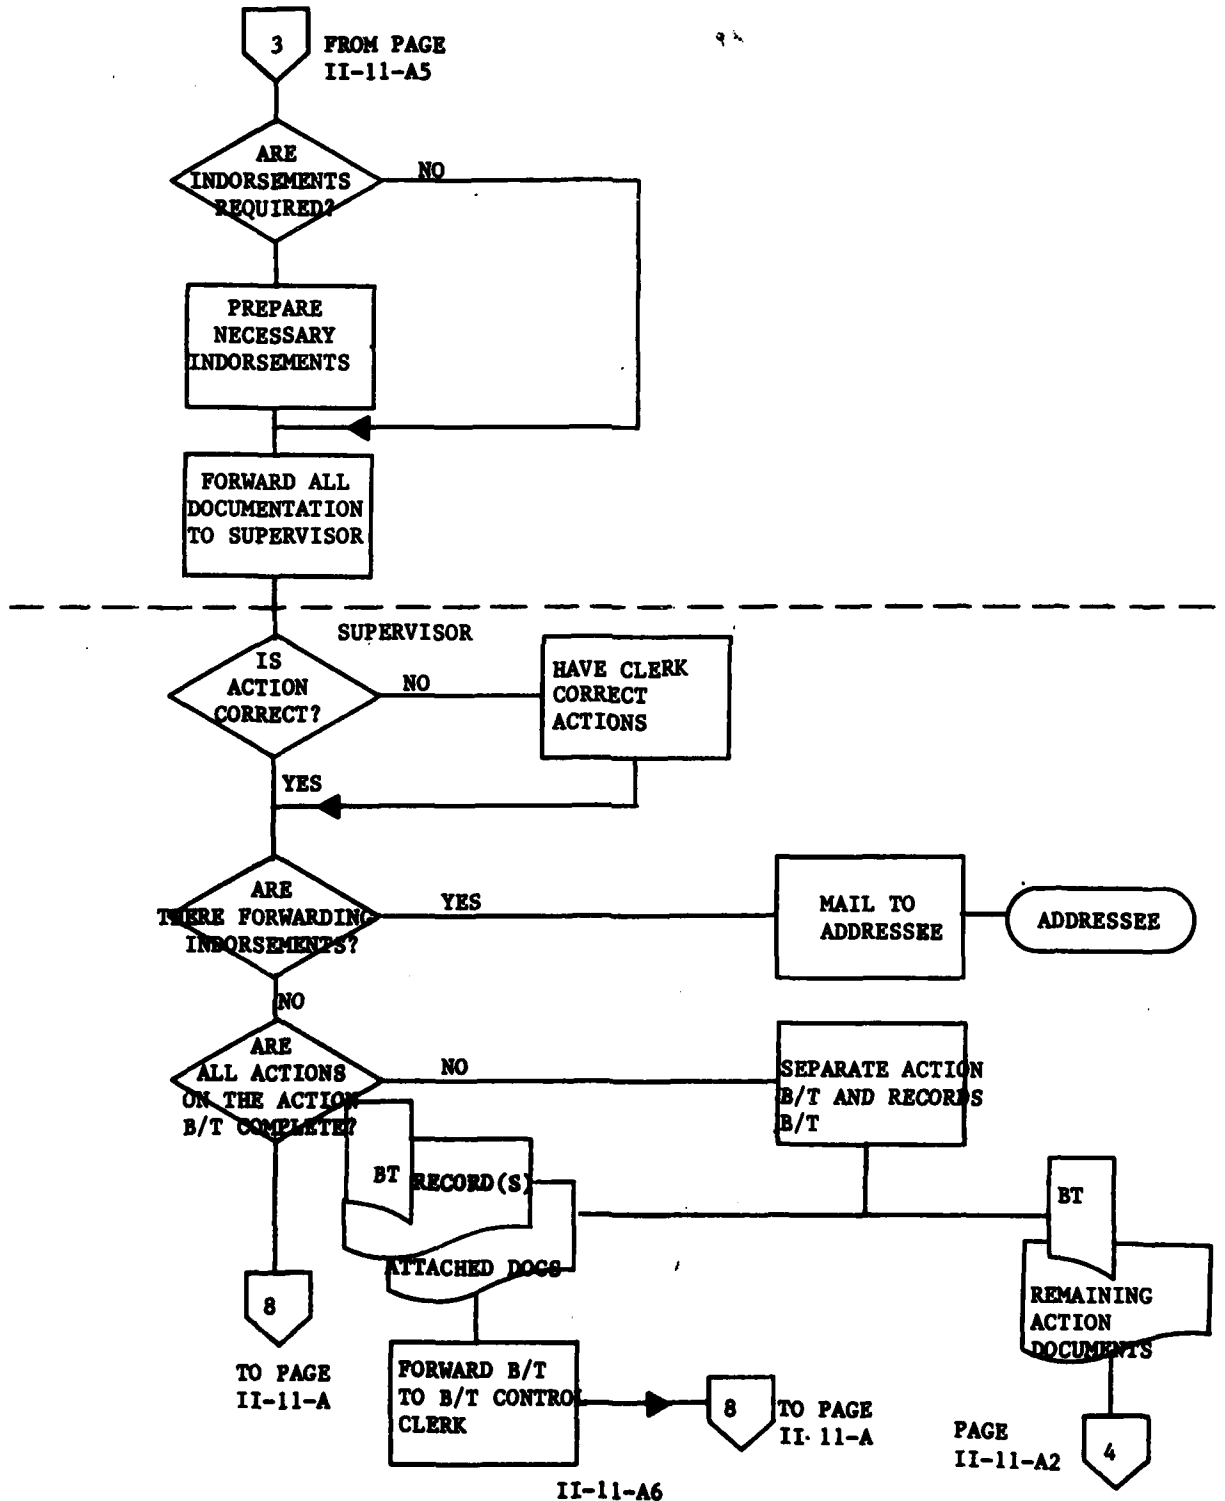 3
FROM PAGE
II-11-A5
ARE
INDORSEMENTS
REQUIRED?
NO
PREPARE
NECESSARY
INDORSEMENTS
FORWARD ALL
DOCUMENTATION
TO SUPERVISOR
SUPERVISOR
IS
ACTION
CORRECT?
NO
HAVE CLERK
CORRECT
ACTIONS
YES
ARE
THERE FORWARDING
INDORSEMENTS?
YES
MAIL TO
ADDRESSEE
ADDRESSEE
NO
ARE
ALL ACTIONS
ON THE ACTION
B/T COMPLETE?
NO
SEPARATE ACTION
B/T AND RECORDS
B/T
BT
RECORD(S)
ATTACHED DOCS
BT
REMAINING
ACTION
DOCUMENTS
8
TO PAGE
II-11-A
FORWARD B/T
TO B/T CONTROL
CLERK
8
TO PAGE
II-11-A
PAGE
II-11-A2
4
II-11-A6